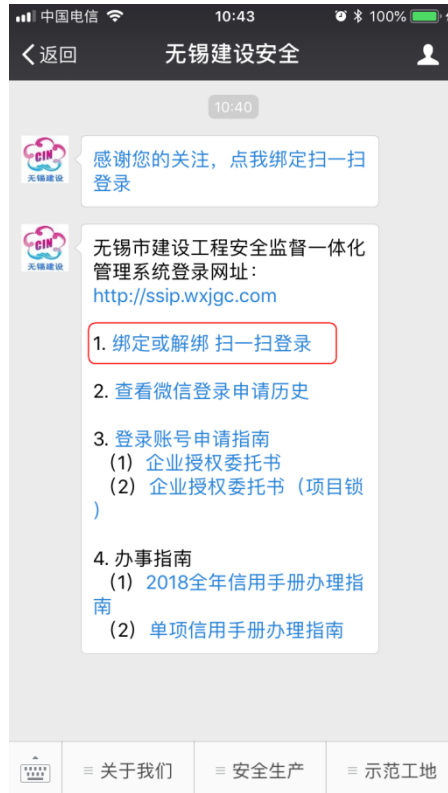 中国电信 10:43 100%
返回 无锡建设安全
10:40
CIN
无锡建设
感谢您的关注，点我绑定扫一扫
登录
CIN
无锡建设
无锡市建设工程安全监督一体化
管理系统登录网址：
http://ssip.wxjgc.com
1. 绑定或解绑 扫一扫登录
2. 查看微信登录申请历史
3. 登录账号申请指南
（1）企业授权委托书
（2）企业授权委托书（项目锁
）
4. 办事指南
（1）2018全年信用手册办理指
南
（2）单项信用手册办理指南
关于我们 安全生产 示范工地